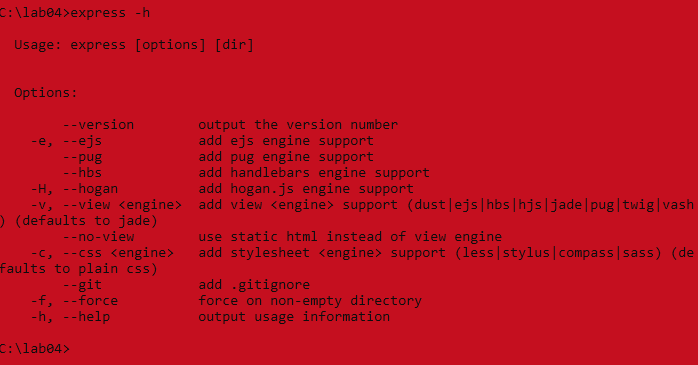 C:\lab04>express -h
Usage: express [options] [dir]
Options:
--version        output the version number
-e, --ejs            add ejs engine support
--pug            add pug engine support
--hbs            add handlebars engine support
-H, --hogan          add hogan.js engine support
-v, --view <engine>  add view <engine> support (dust|ejs|hbs|hjs|jade|pug|twig|vash
) (defaults to jade)
--no-view        use static html instead of view engine
-c, --css <engine>   add stylesheet <engine> support (less|stylus|compass|sass) (de
faults to plain css)
--git            add .gitignore
-f, --force          force on non-empty directory
-h, --help           output usage information
C:\lab04>